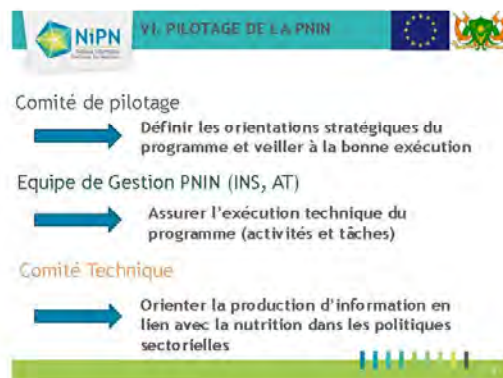 NiPN
VI. PILOTAGE DE LA PNIN
Comité de pilotage
Définir les orientations stratégiques du
programme et veiller à la bonne exécution
Equipe de Gestion PNIN (INS, AT)
Assurer l'exécution technique du
programme (activités et tâches)
Comité Technique
Orienter la production d'information en
lien avec la nutrition dans les politiques
sectorielles